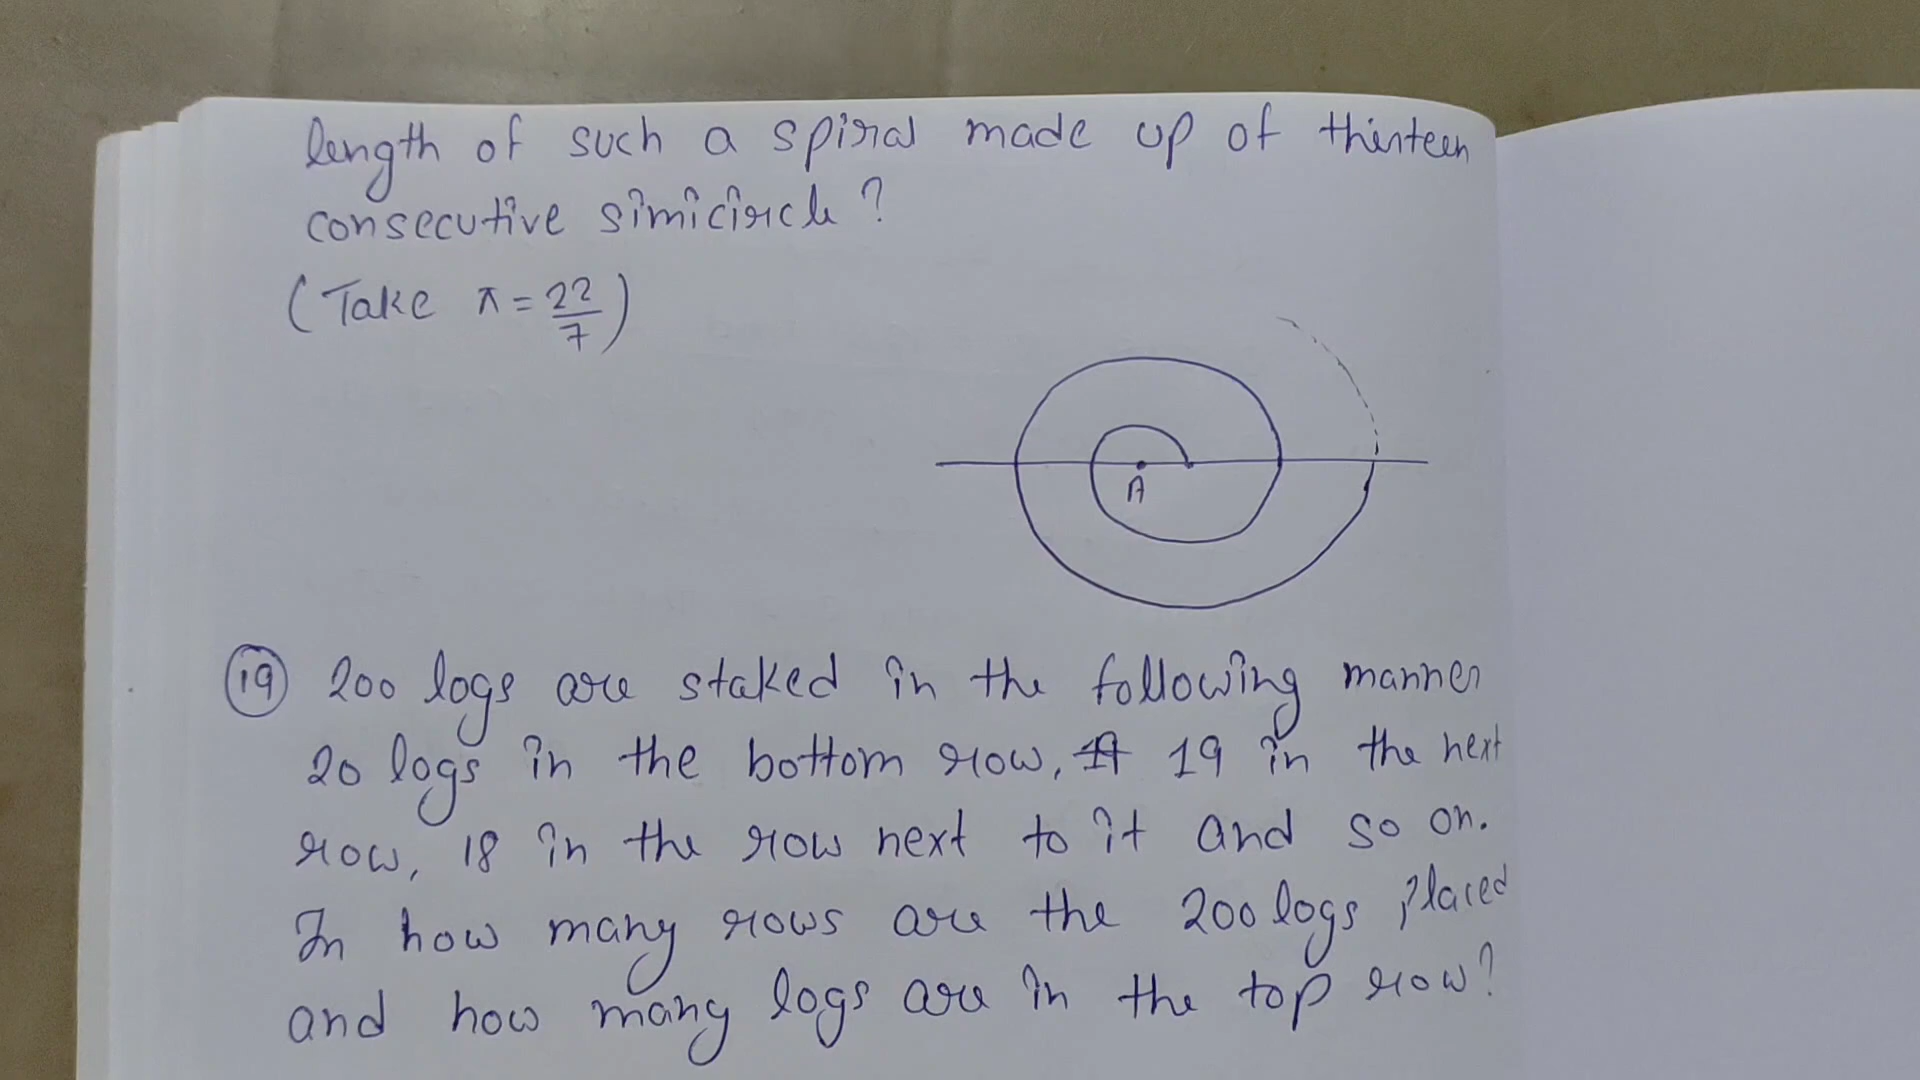 length of such a spiral made up of thirteen
consecutive simicircle?
(Take π = 22/7)
A
19 200 logs are staked in the following manner
20 logs in the bottom row, 19 in the next
row, 18 in the row next to it and so on.
In how many rows are the 200 logs placed
and how many logs are in the top row?